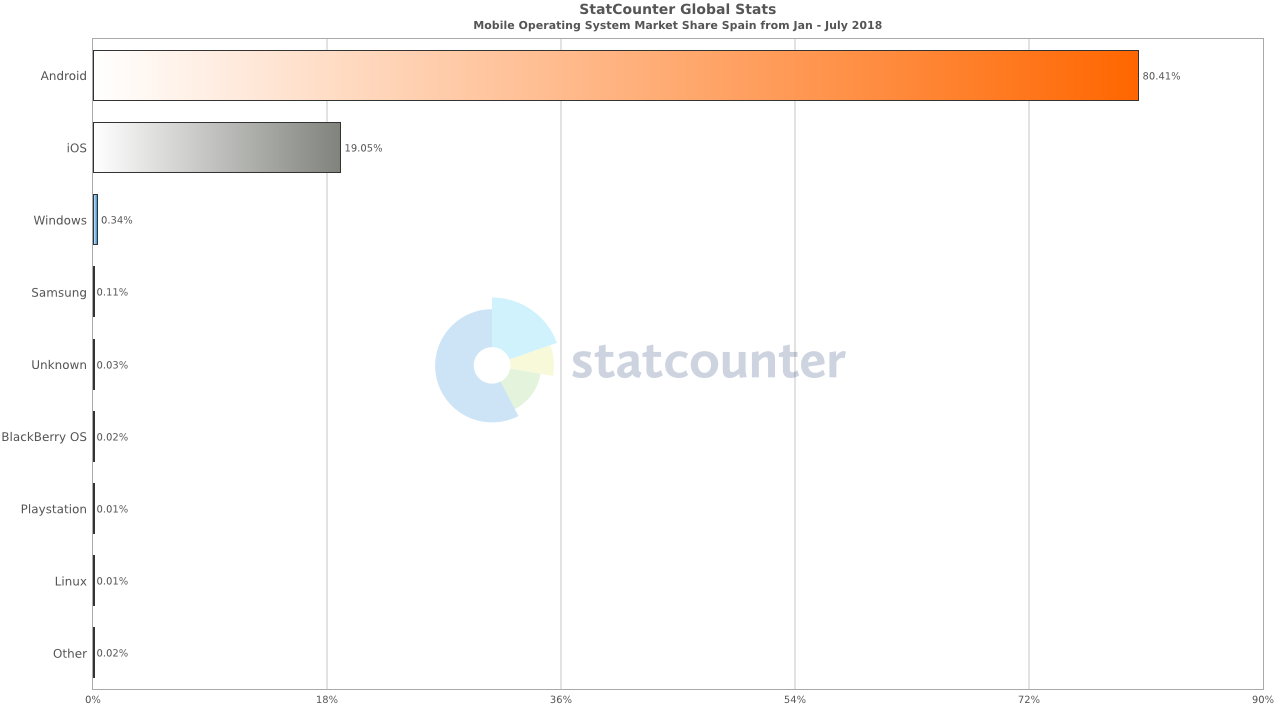 StatCounter Global Stats
Mobile Operating System Market Share Spain from Jan - July 2018
Android 80.41%
iOS 19.05%
Windows 0.34%
Samsung 0.11%
Unknown 0.03%
statcounter
BlackBerry OS 0.02%
Playstation 0.01%
Linux 0.01%
Other 0.02%
0% 18% 36% 54% 72% 90%